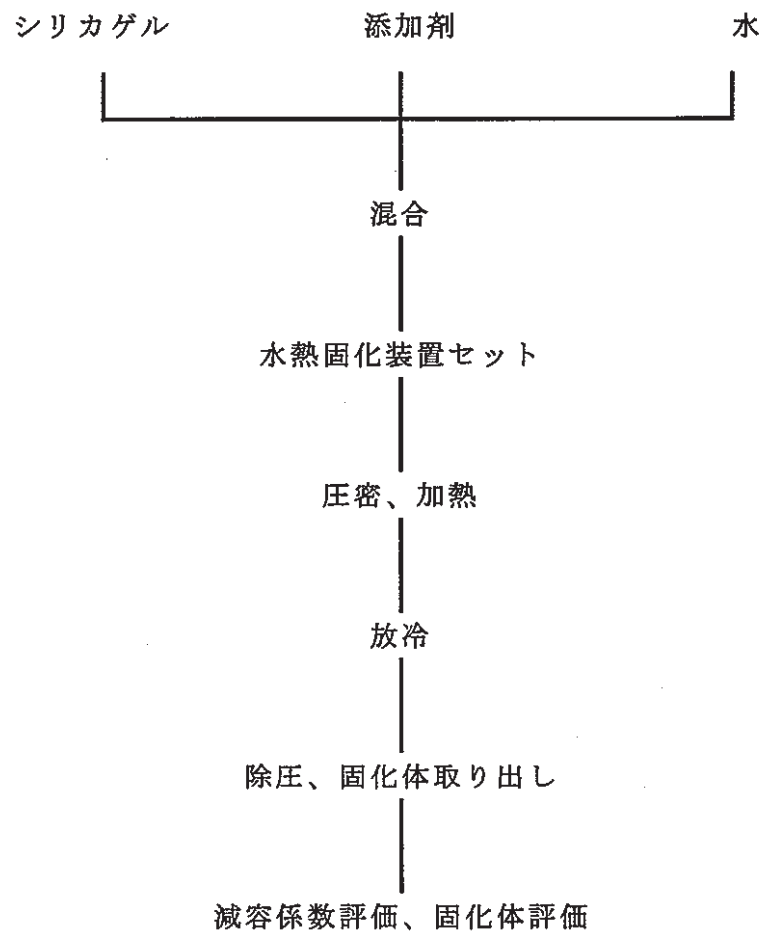 シリカゲル 添加剤 水
混合
水熱固化装置セット
圧密、加熱
放冷
除圧、固化体取り出し
減容係数評価、固化体評価